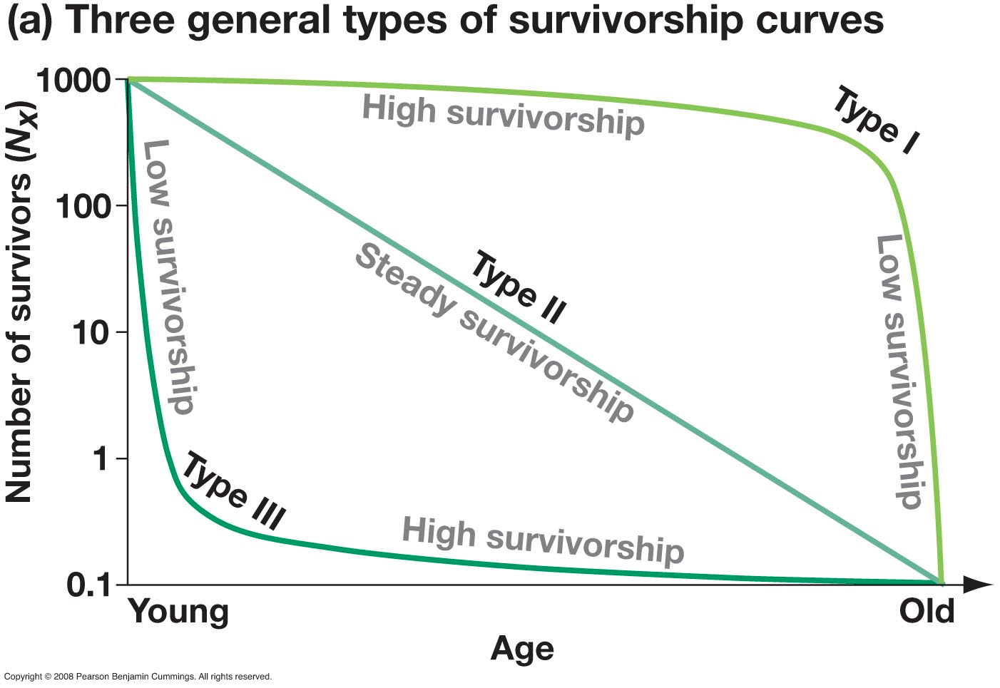 (a) Three general types of survivorship curves
Number of survivors (Nx)
1000
100
10
1
0.1
High survivorship
Type I
Low survivorship
Type II
Steady survivorship
Low survivorship
Type III
High survivorship
Young
Old
Age
Copyright © 2008 Pearson Benjamin Cummings. All rights reserved.